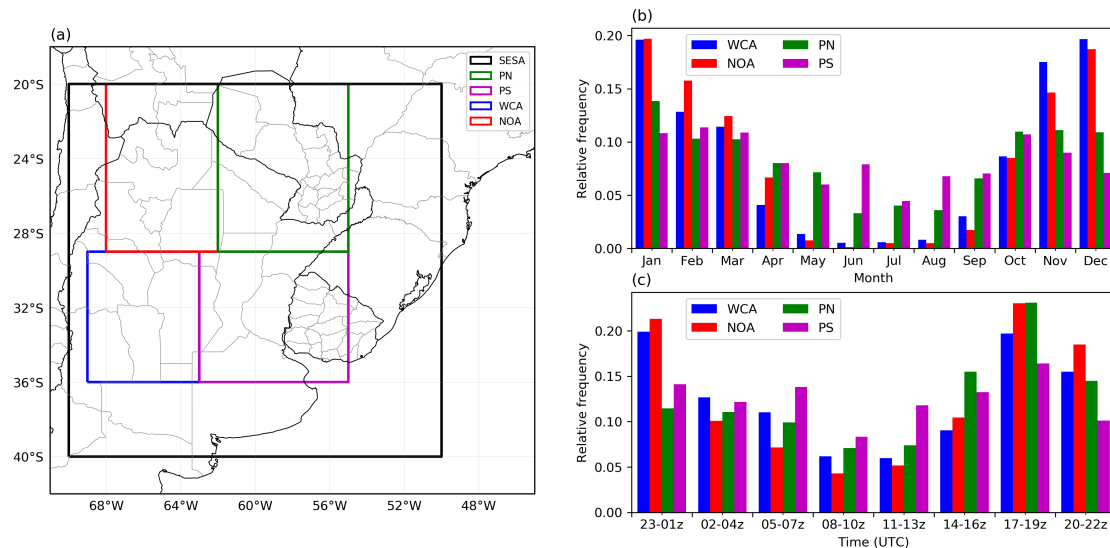 (a)
SESA
PN
PS
WCA
NOA
20°S
24°S
28°S
32°S
36°S
40°S
68°W 64°W 60°W 56°W 52°W
(b)
WCA PN
NOA PS
Relative frequency
0.20
0.15
0.10
0.05
0.00
Jan Feb Mar Apr May Jun Jul Aug Sep Oct Nov Dec
Month
(c)
WCA PN
NOA PS
Relative frequency
0.20
0.15
0.10
0.05
0.00
23-01z 02-04z 05-07z 08-10z 11-13z 14-16z 17-19z 20-22z
Time (UTC)